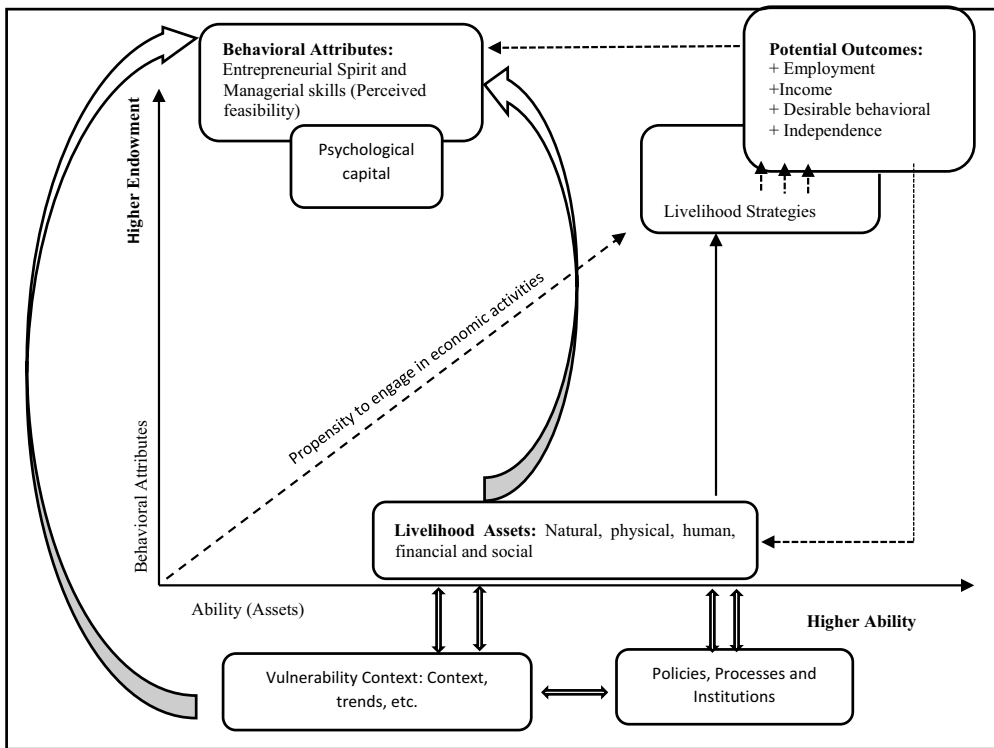 Behavioral Attributes:
Entrepreneurial Spirit and
Managerial skills (Perceived
feasibility)
Psychological
capital
Potential Outcomes:
+ Employment
+Income
+ Desirable behavioral
+ Independence
Livelihood Strategies
Higher Endowment
Behavioral Attributes
Propensity to engage in economic activities
Livelihood Assets: Natural, physical, human,
financial and social
Ability (Assets)
Higher Ability
Vulnerability Context: Context,
trends, etc.
Policies, Processes and
Institutions